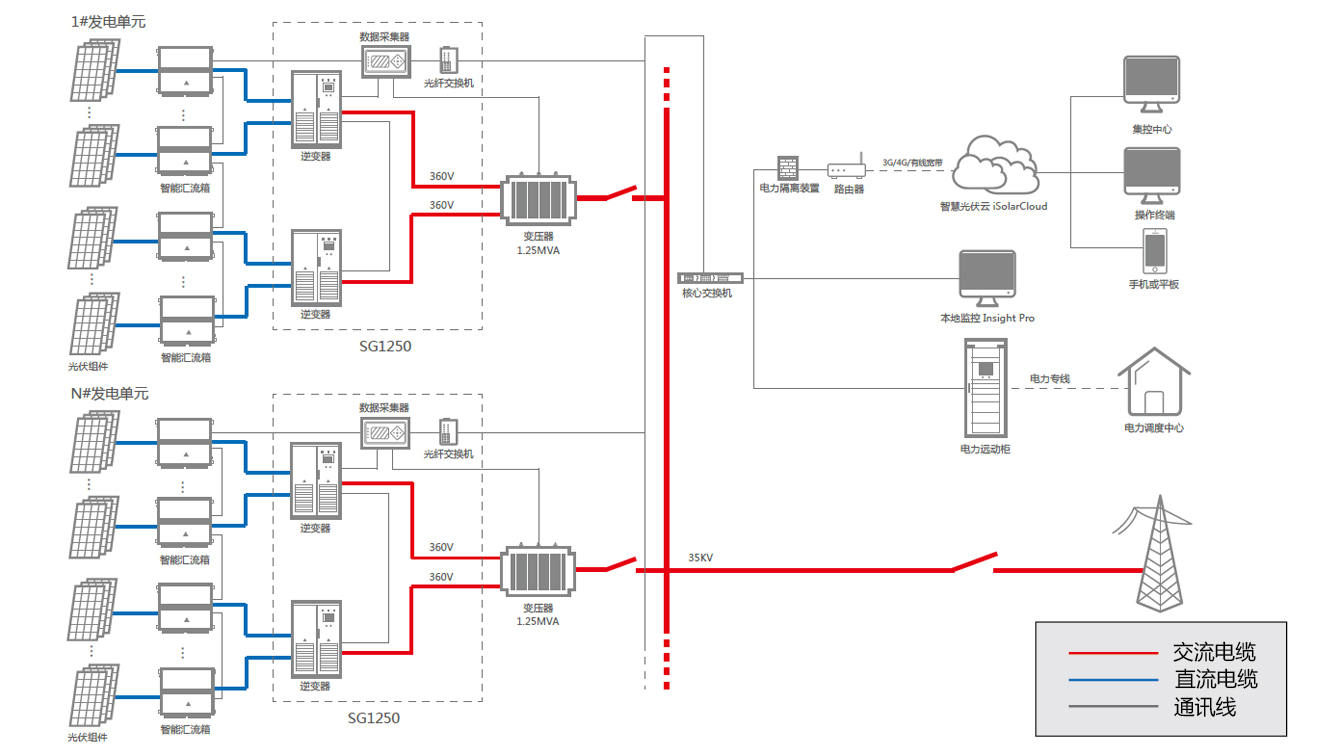 1#发电单元
数据采集器
光纤交换机
逆变器
智能汇流箱
360V
360V
变压器
1.25MVA
逆变器
智能汇流箱
光伏组件
SG1250
N#发电单元
数据采集器
光纤交换机
逆变器
智能汇流箱
360V
360V
变压器
1.25MVA
逆变器
智能汇流箱
光伏组件
SG1250
35KV
核心交换机
电力隔离装置
路由器
3G/4G/有线宽带
智慧光伏云 iSolarCloud
集控中心
操作终端
手机或平板
本地监控 Insight Pro
电力专线
电力远动柜
电力调度中心
交流电缆
直流电缆
通讯线